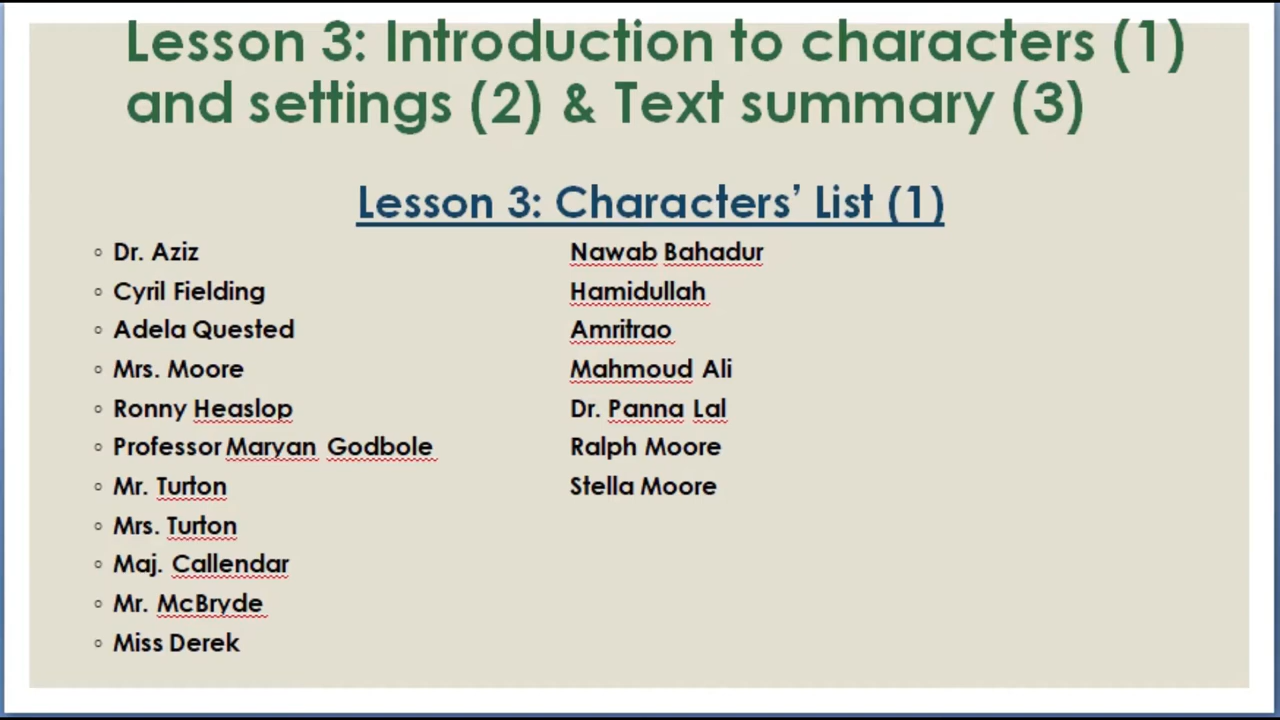 Lesson 3: Introduction to characters (1)
and settings (2) & Text summary (3)
Lesson 3: Characters’ List (1)
◦ Dr. Aziz
◦ Cyril Fielding
◦ Adela Quested
◦ Mrs. Moore
◦ Ronny Heaslop
◦ Professor Maryan Godbole
◦ Mr. Turton
◦ Mrs. Turton
◦ Maj. Callendar
◦ Mr. McBryde
◦ Miss Derek
Nawab Bahadur
Hamidullah
Amritrao
Mahmoud Ali
Dr. Panna Lal
Ralph Moore
Stella Moore